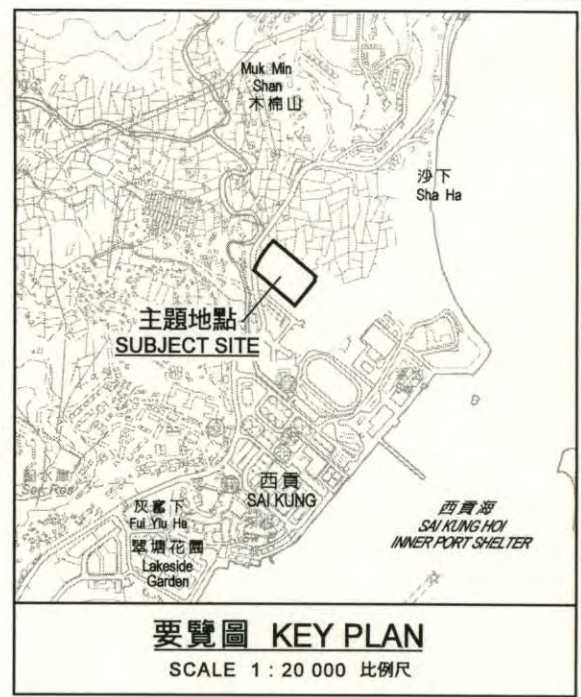 Muk Min
Shan
木棉山
沙下
Sha Ha
主題地點
SUBJECT SITE
西貢
SAI KUNG
西貢海
SAI KUNG HOI
INNER PORT SHELTER
灰窰下
Fui Yiu Ha
翠塘花園
Lakeside
Garden
要覽圖 KEY PLAN
SCALE 1 : 20 000 比例尺